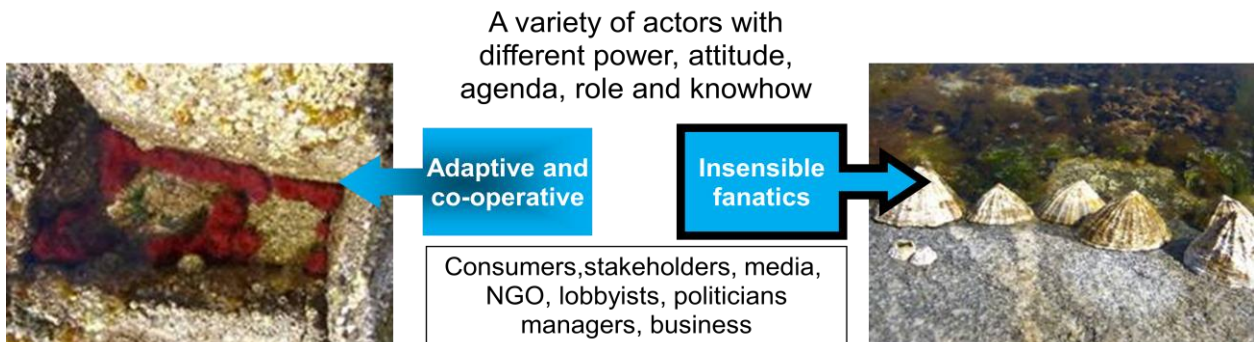 A variety of actors with
different power, attitude,
agenda, role and knowhow
Adaptive and
co-operative
Insensible
fanatics
Consumers,stakeholders, media,
NGO, lobbyists, politicians
managers, business